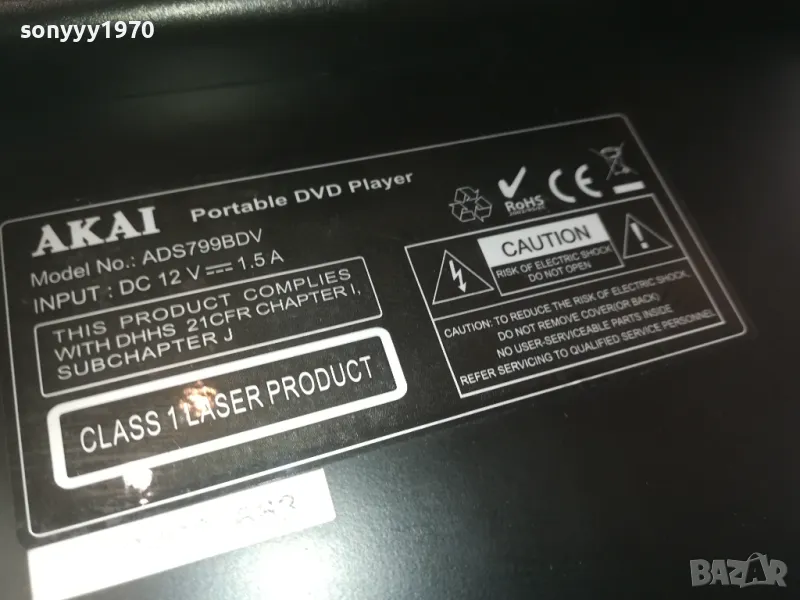 sonyyy1970
AKAI Portable DVD Player
Model No.: ADS799BDV
INPUT : DC 12 V 1.5 A
THIS PRODUCT COMPLIES
WITH DHHS 21CFR CHAPTER I,
SUBCHAPTER J
CLASS 1 LASER PRODUCT
RoHS
CE
CAUTION
RISK OF ELECTRIC SHOCK
DO NOT OPEN
CAUTION: TO REDUCE THE RISK OF ELECTRIC SHOCK,
DO NOT REMOVE COVER(OR BACK)
NO USER-SERVICEABLE PARTS INSIDE
REFER SERVICING TO QUALIFIED SERVICE PERSONNEL
BAZAR